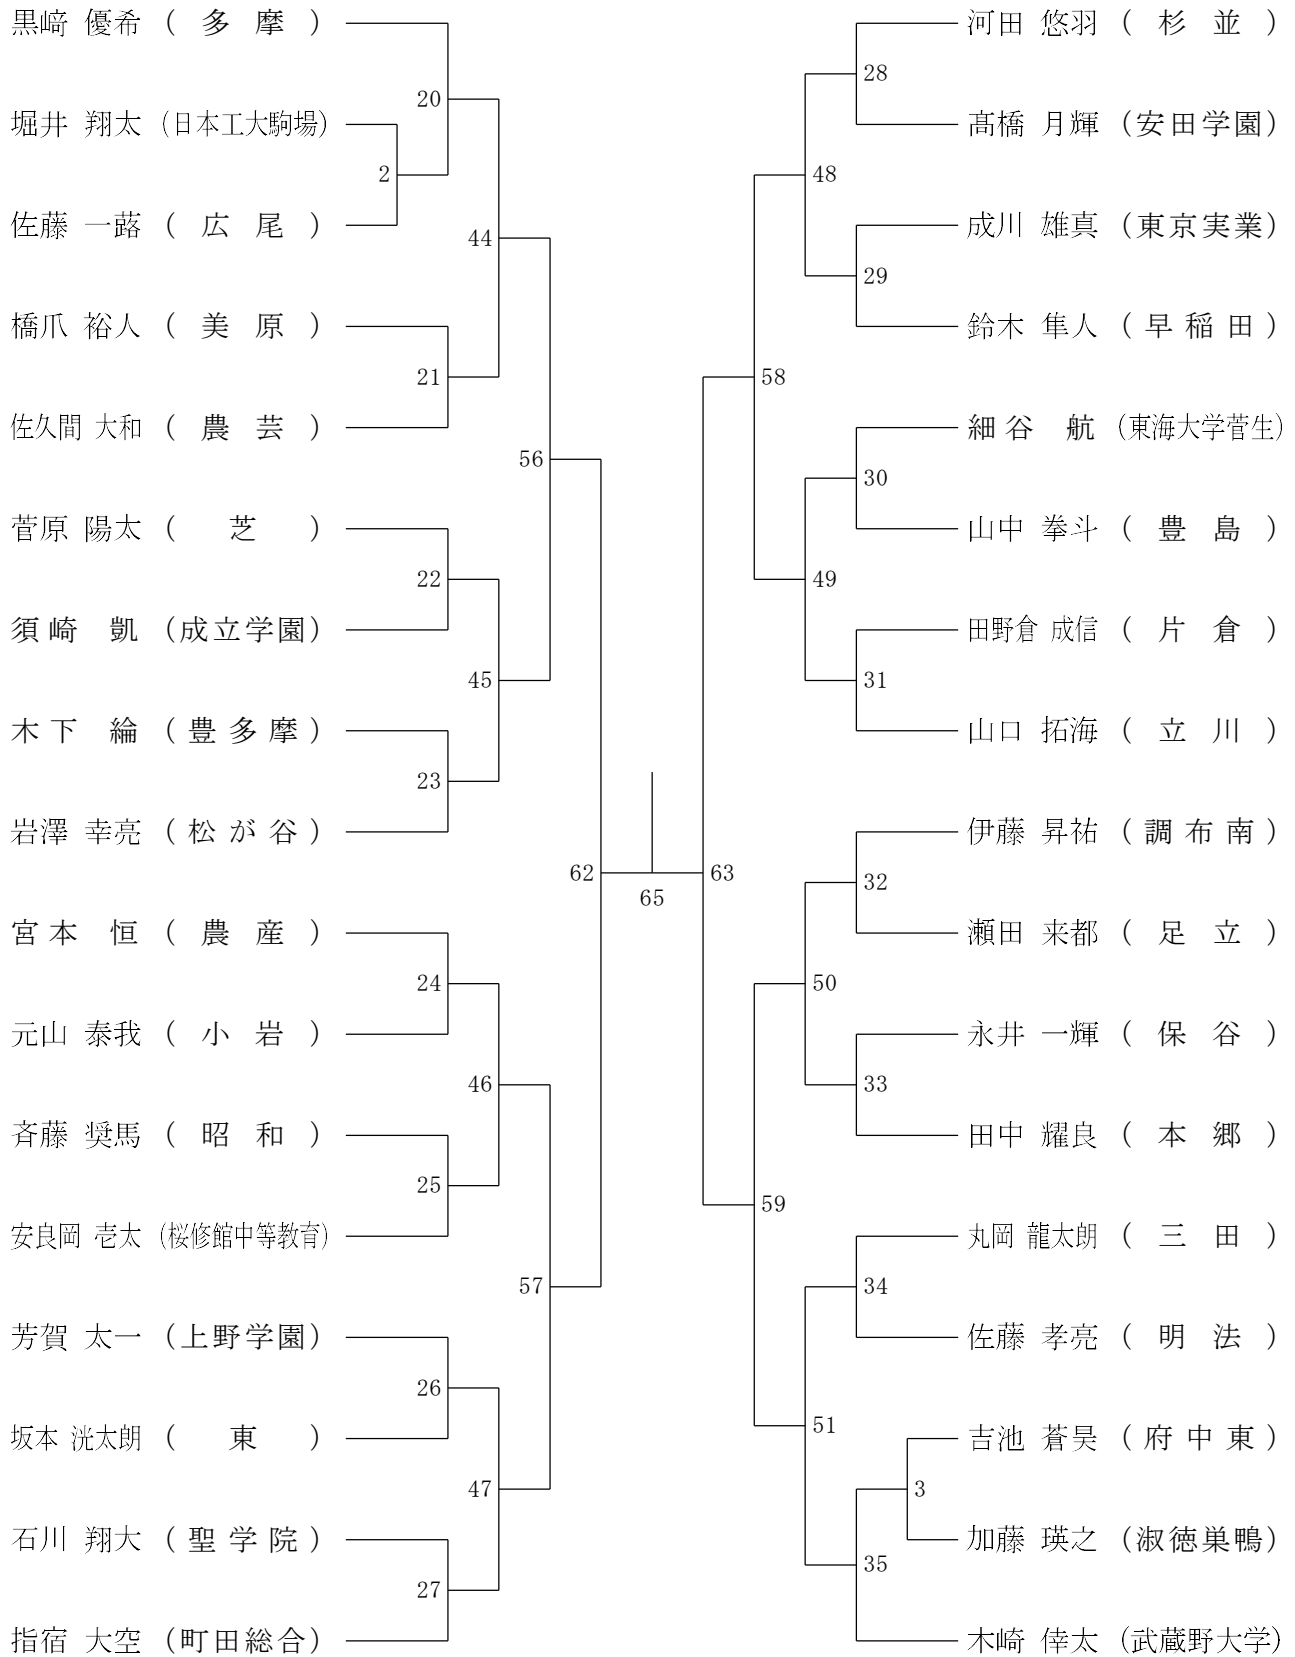 黒﨑 優希 （ 多 摩 ）
堀井 翔太 （日本工大駒場）
佐藤 一蕗 （ 広 尾 ）
橋爪 裕人 （ 美 原 ）
佐久間 大和 （ 農 芸 ）
菅原 陽太 （ 芝 ）
須崎 凱 （成立学園）
木下 綸 （豊多摩）
岩澤 幸亮 （松が谷）
宮本 恒 （ 農 産 ）
元山 泰我 （ 小 岩 ）
斉藤 奨馬 （ 昭 和 ）
安良岡 壱太 （桜修館中等教育）
芳賀 太一 （上野学園）
坂本 洸太朗 （ 東 ）
石川 翔大 （聖学院）
指宿 大空 （町田総合）
2
20
21
22
23
24
25
26
27
44
45
46
47
56
57
62
65
63
58
59
48
49
50
51
28
29
30
31
32
33
34
35
3
河田 悠羽 （ 杉 並 ）
髙橋 月輝 （安田学園）
成川 雄真 （東京実業）
鈴木 隼人 （早稲田）
細谷 航 （東海大学菅生）
山中 拳斗 （ 豊 島 ）
田野倉 成信 （ 片 倉 ）
山口 拓海 （ 立 川 ）
伊藤 昇祐 （調布南）
瀬田 来都 （ 足 立 ）
永井 一輝 （ 保 谷 ）
田中 耀良 （ 本 郷 ）
丸岡 龍太朗 （ 三 田 ）
佐藤 孝亮 （ 明 法 ）
吉池 蒼昊 （府中東）
加藤 瑛之 （淑徳巣鴨）
木崎 倖太 （武蔵野大学）